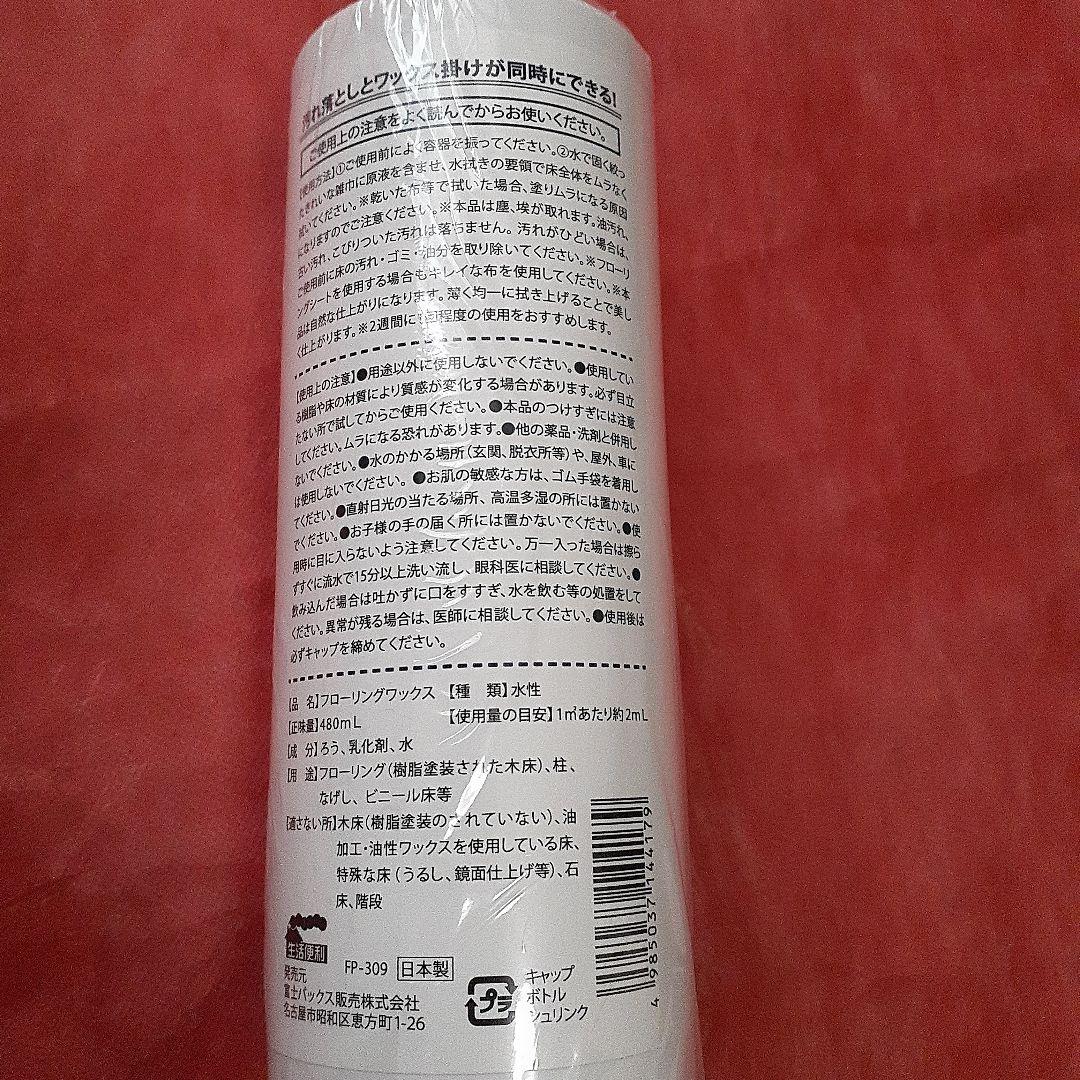 汚れ落としとワックス掛けが同時にできる!
ご使用上の注意をよく読んでからお使いください。
【使用方法】①ご使用前によく容器を振ってください。②水で固く絞っ
たきれいな雑巾に原液を含ませ、水拭きの要領で床全体をムラなく
拭いてください。※乾いた布等で拭いた場合、塗りムラになる原因
になりますのでご注意ください。※本品は塵、埃が取れます。油汚れ、
古い汚れ、こびりついた汚れは落ちません。汚れがひどい場合は、
ご使用前に床の汚れ・ゴミ・油分を取り除いてください。※フローリ
ングシートを使用する場合もキレイな布を使用してください。※本
品は自然な仕上がりになります。薄く均一に拭き上げることで美し
く仕上がります。※2週間に1回程度の使用をおすすめします。
【使用上の注意】●用途以外に使用しないでください。●使用してい
る樹脂や床の材質により質感が変化する場合があります。必ず目立
たない所で試してからご使用ください。●本品のつけすぎには注意
してください。ムラになる恐れがあります。●他の薬品・洗剤と併用し
ないでください。●水のかかる場所(玄関、脱衣所等)や、屋外、車に
は使用しないでください。●お肌の敏感な方は、ゴム手袋を着用し
てください。●直射日光の当たる場所、高温多湿の所には置かない
でください。●お子様の手の届く所には置かないでください。●使
用時に目に入らないよう注意してください。万一入った場合は擦ら
ずすぐに流水で15分以上洗い流し、眼科医に相談してください。●
飲み込んだ場合は吐かずに口をすすぎ、水を飲む等の処置をして
ください。異常が残る場合は、医師に相談してください。●使用後は
必ずキャップを締めてください。
【品 名】フローリングワックス 【種 類】水性
【正味量】480mL 【使用量の目安】1㎡あたり約2mL
【成 分】ろう、乳化剤、水
【用 途】フローリング(樹脂塗装された木床)、柱、
なげし、ビニール床等
【適さない所】木床(樹脂塗装のされていない)、油
加工・油性ワックスを使用している床、
特殊な床(うるし、鏡面仕上げ等)、石
床、階段
生活便利
FP-309 日本製
発売元
富士パックス販売株式会社
名古屋市昭和区恵方町1-26
プラ
キャップ
ボトル
シュリンク
4985037144179